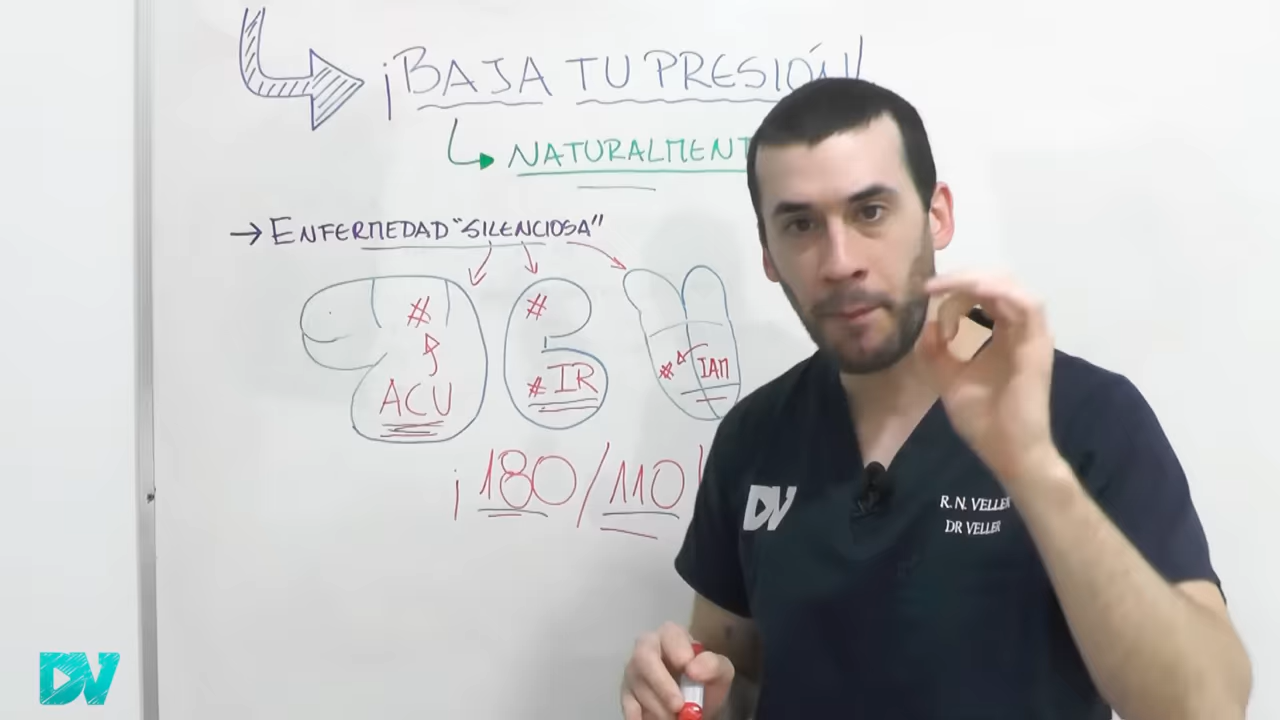 ¡BAJA TU PRESIÓN!
NATURALMENT
→ ENFERMEDAD "SILENCIOSA"
# # 
ACU # IR # IAM
¡180/110!
DV R. N. VELLER
DR VELLER
DV